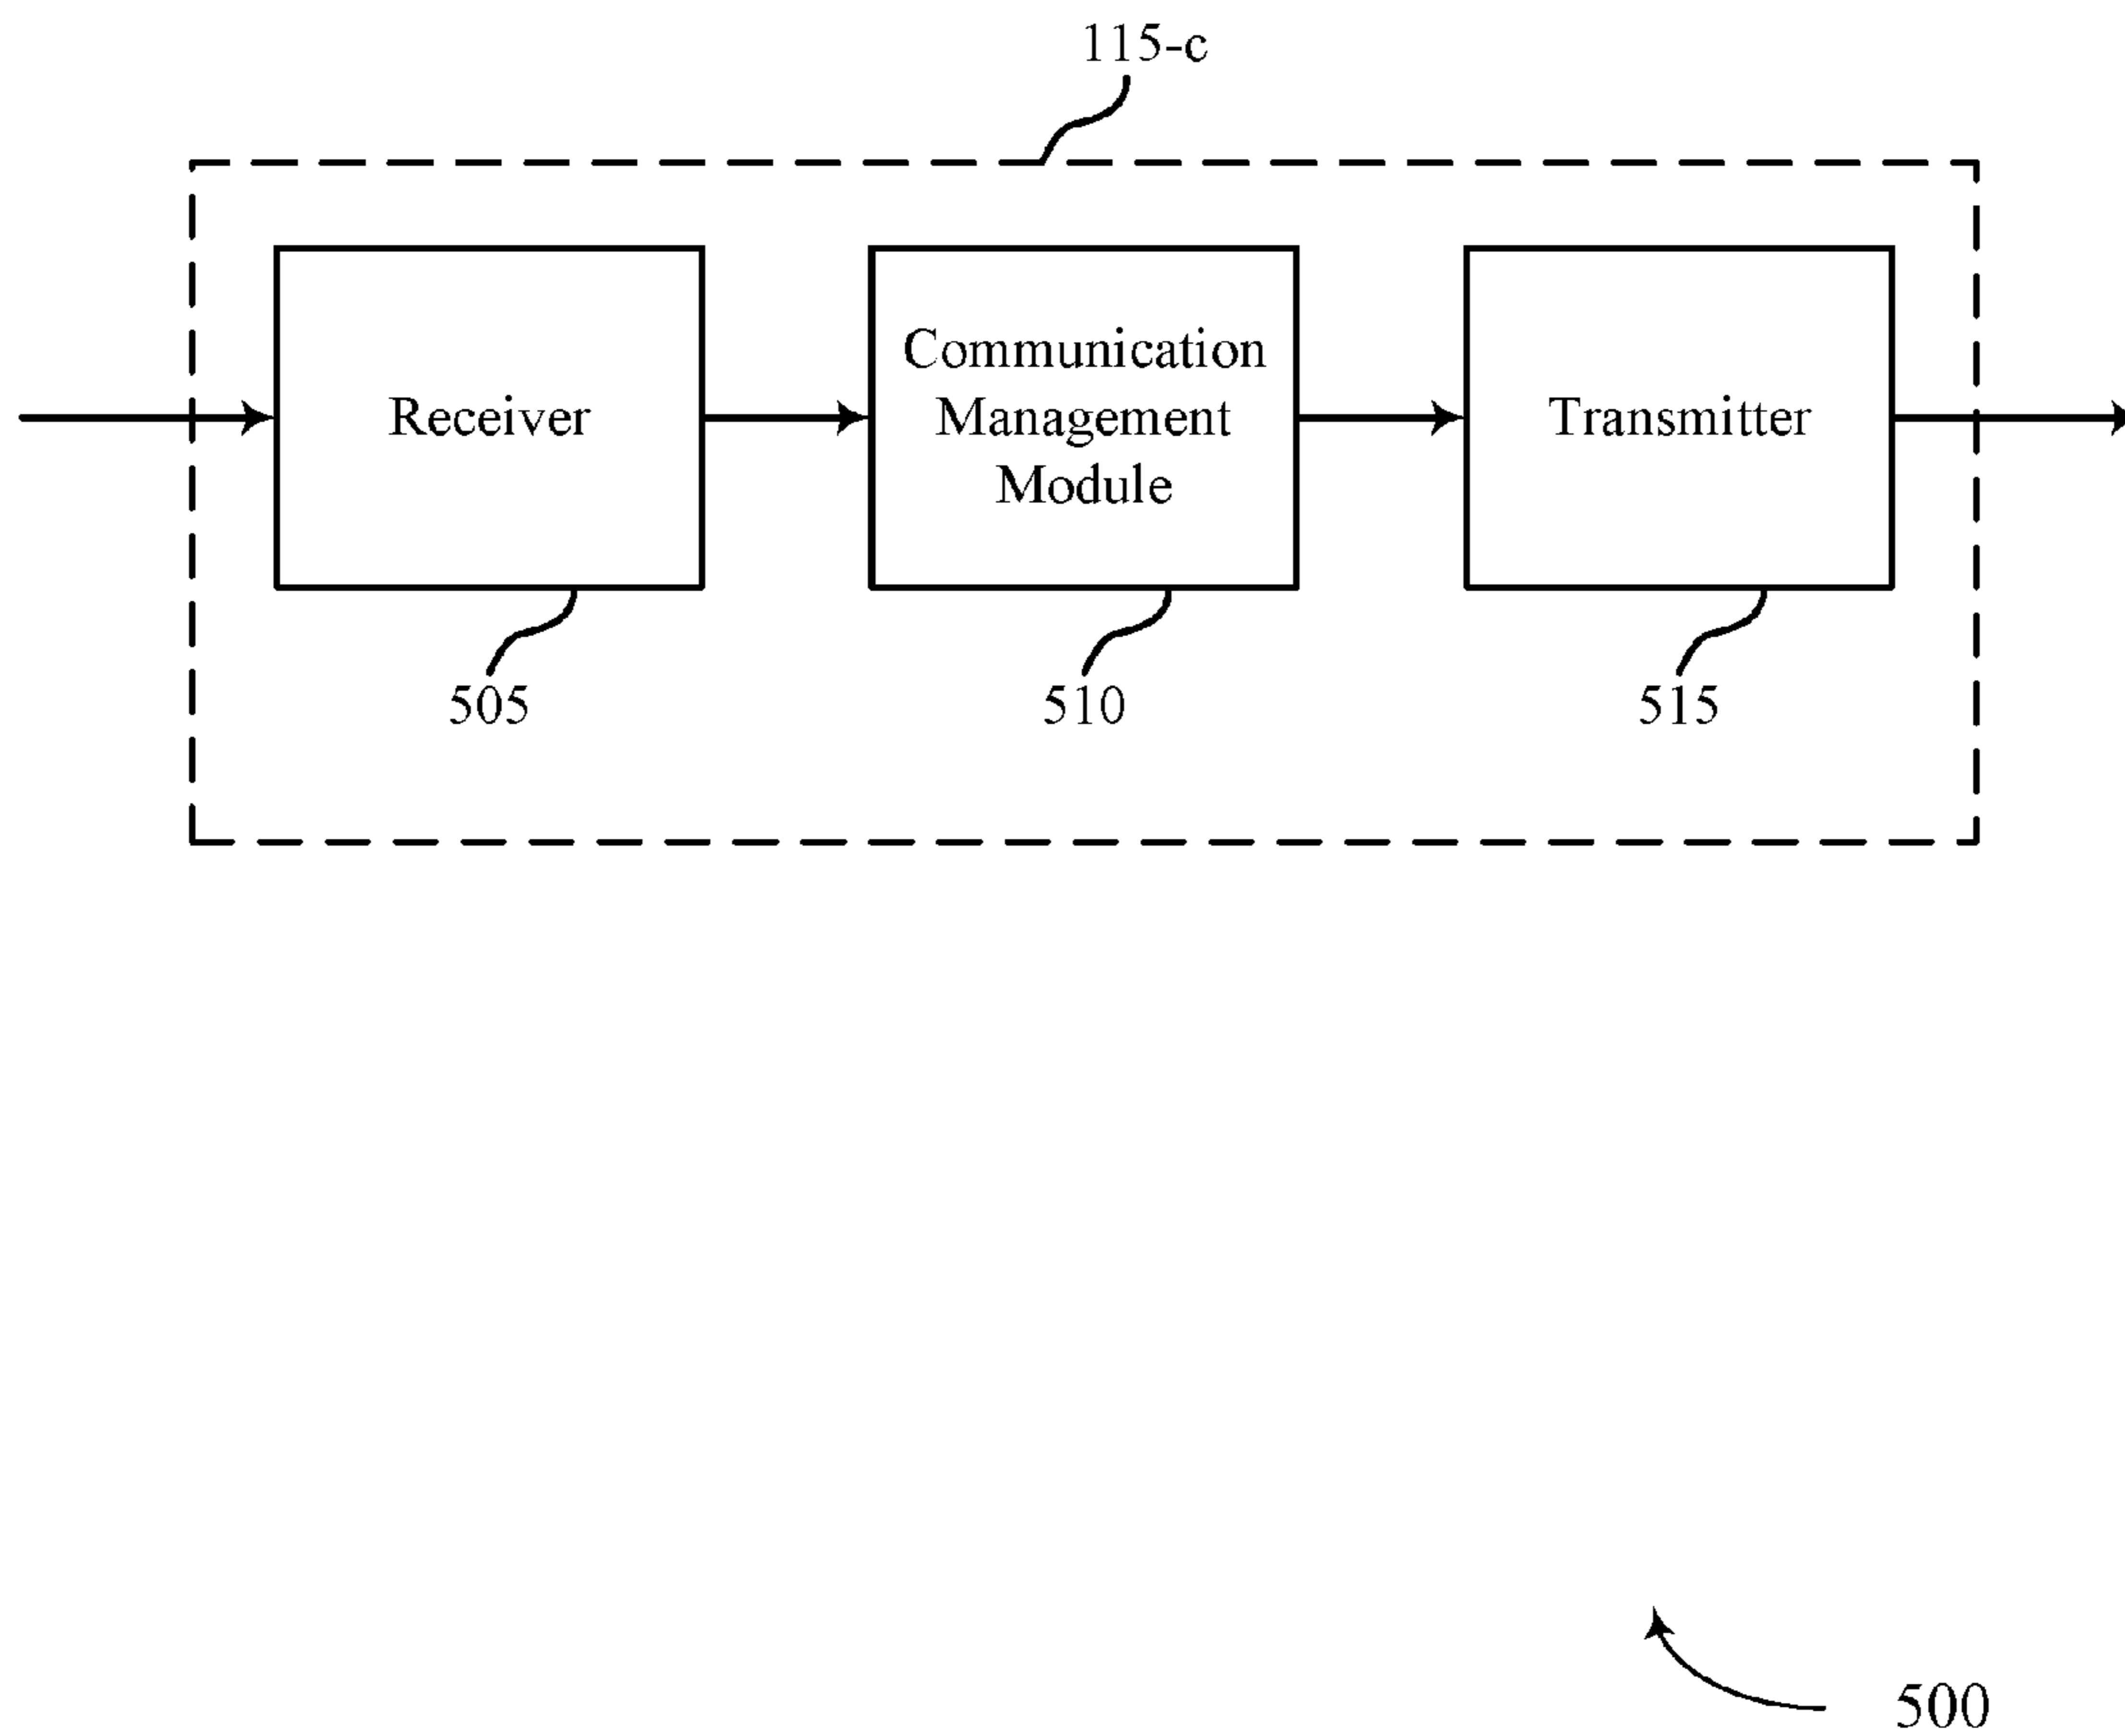 115-c
Receiver
Communication
Management
Module
Transmitter
505
510
515
500